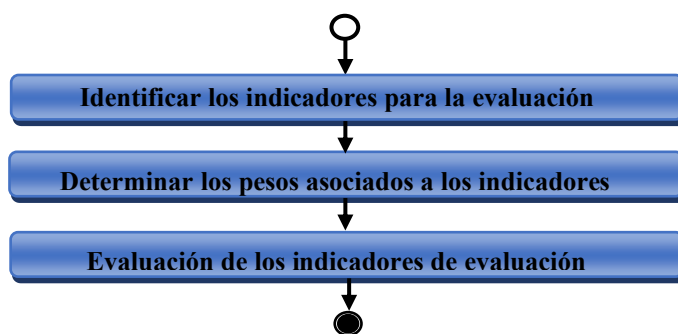 Identificar los indicadores para la evaluación
Determinar los pesos asociados a los indicadores
Evaluación de los indicadores de evaluación